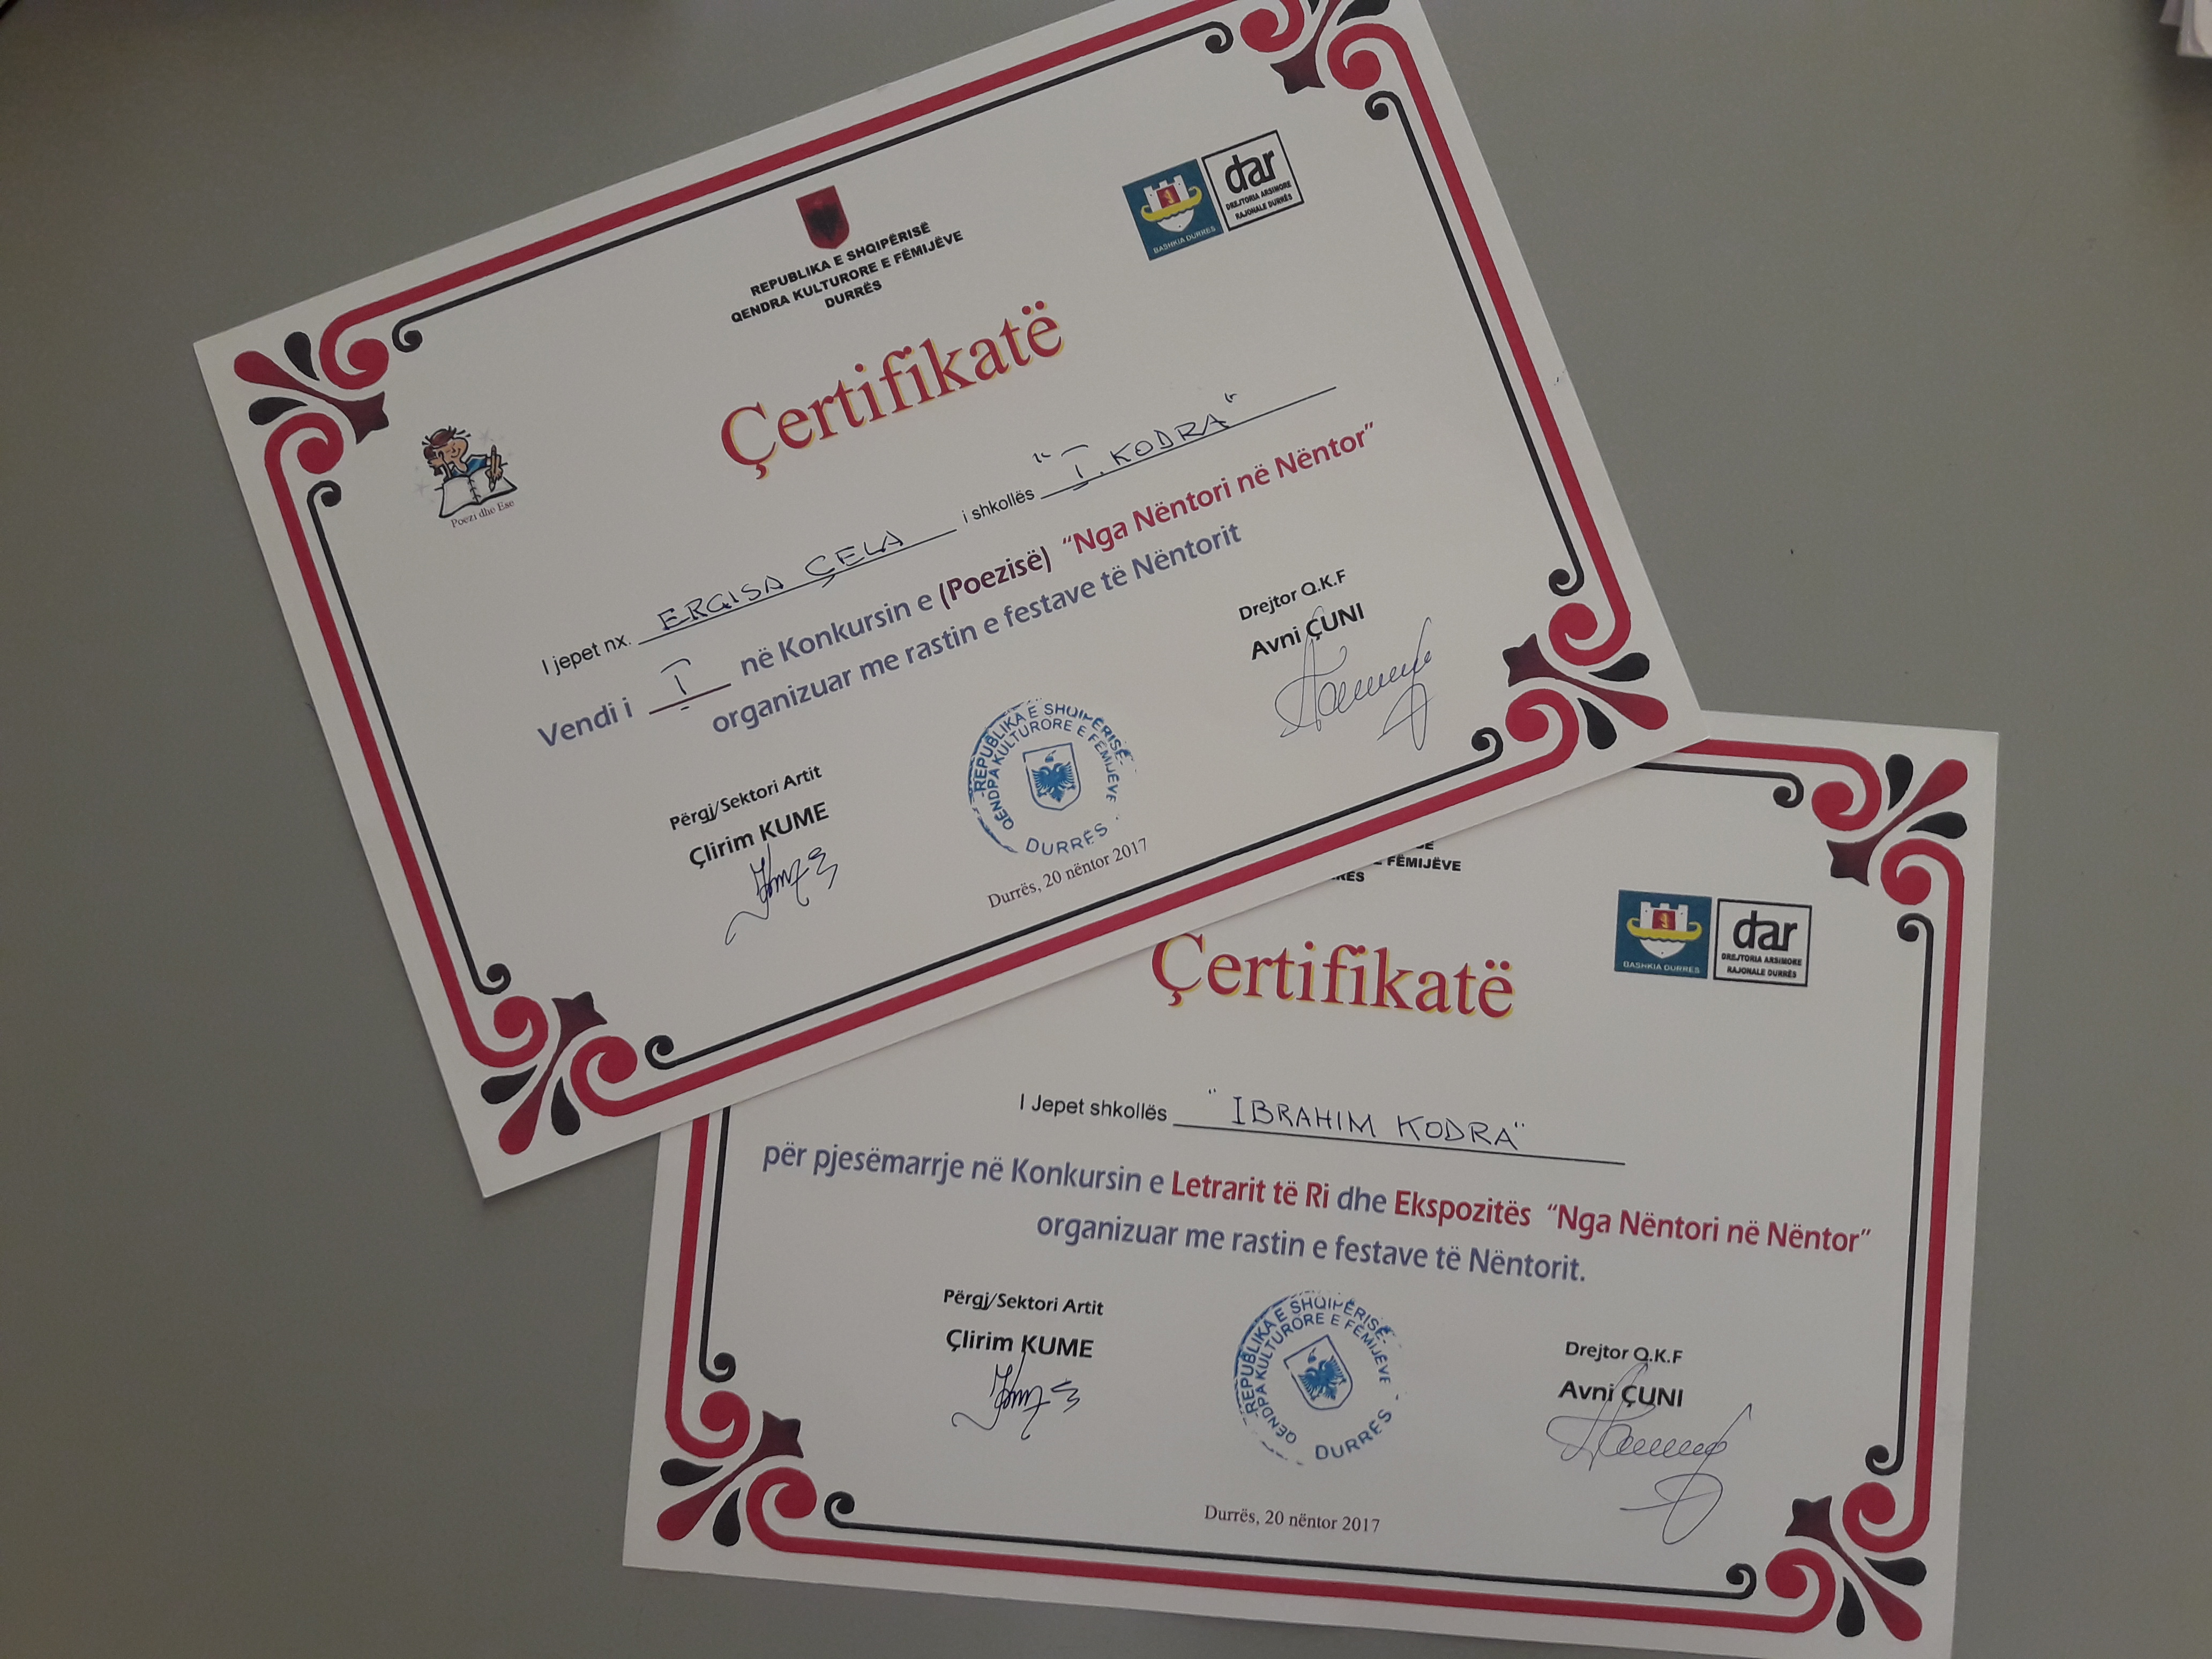 REPUBLIKA E SHQIPËRISË
QENDRA KULTURORE E FËMIJËVE
DURRËS
BASHKIA DURRES
dar
DREJTORIA ARSIMORE
RAJONALE DURRËS
Çertifikatë
Poezi dhe Ese
I jepet nx. ERGISA ÇELA i shkollës "I.KODRA"
Vendi i I në Konkursin e (Poezisë) "Nga Nëntori në Nëntor"
organizuar me rastin e festave të Nëntorit
Përgj/Sektori Artit
Çlirim KUME
REPUBLIKA E SHQIPËRISË
QENDRA KULTURORE E FËMIJËVE
DURRËS
Durrës, 20 nëntor 2017
Drejtor Q.K.F
Avni ÇUNI
FËMIJËVE
BASHKIA DURRES
dar
DREJTORIA ARSIMORE
RAJONALE DURRËS
Çertifikatë
I Jepet shkollës "IBRAHIM KODRA"
për pjesëmarrje në Konkursin e Letrarit të Ri dhe Ekspozitës "Nga Nëntori në Nëntor"
organizuar me rastin e festave të Nëntorit.
Përgj/Sektori Artit
Çlirim KUME
REPUBLIKA E SHQIPËRISË
QENDRA KULTURORE E FËMIJËVE
DURRËS
Drejtor Q.K.F
Avni ÇUNI
Durrës, 20 nëntor 2017